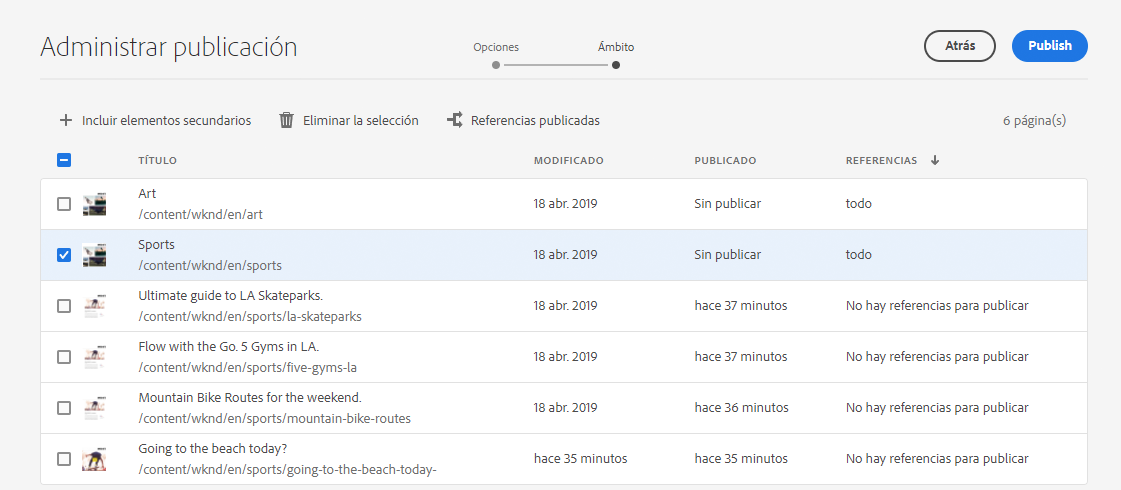 Administrar publicación
Opciones
Ámbito
Atrás
Publish
Incluir elementos secundarios
Eliminar la selección
Referencias publicadas
6 página(s)
TÍTULO
MODIFICADO
PUBLICADO
REFERENCIAS
Art
/content/wknd/en/art
18 abr. 2019
Sin publicar
todo
Sports
/content/wknd/en/sports
18 abr. 2019
Sin publicar
todo
Ultimate guide to LA Skateparks.
/content/wknd/en/sports/la-skateparks
18 abr. 2019
hace 37 minutos
No hay referencias para publicar
Flow with the Go. 5 Gyms in LA.
/content/wknd/en/sports/five-gyms-la
18 abr. 2019
hace 37 minutos
No hay referencias para publicar
Mountain Bike Routes for the weekend.
/content/wknd/en/sports/mountain-bike-routes
18 abr. 2019
hace 36 minutos
No hay referencias para publicar
Going to the beach today?
/content/wknd/en/sports/going-to-the-beach-today-
hace 35 minutos
hace 35 minutos
No hay referencias para publicar